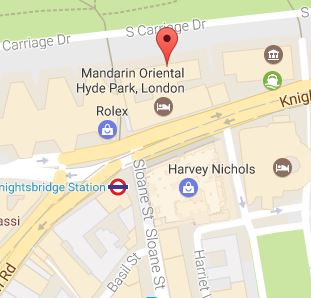 S Carriage Dr
S Carriage Dr
Mandarin Oriental
Hyde Park, London
Rolex
Knig
Harvey Nichols
nightsbridge Station
Sloane St
Sloane St
assi
Basil St
Harriet
Rd